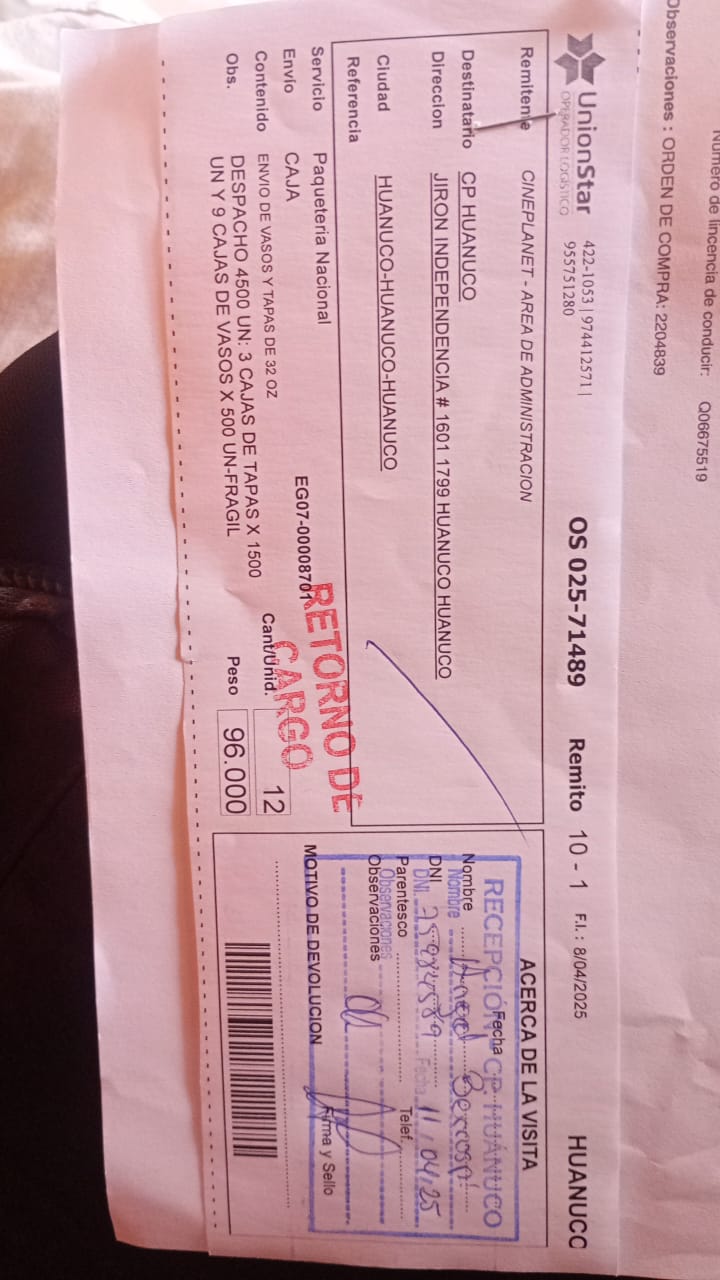 Número de lincencia de conducir: Q06675519
Observaciones : ORDEN DE COMPRA: 2204839
UnionStar
OPERADOR LOGISTICO
422-1053 | 974412571 |
955751280
OS 025-71489
Remito 10 - 1
F.I. : 8/04/2025
HUANUCO
Remitente CINEPLANET - AREA DE ADMINISTRACION
Destinatario CP HUANUCO
Direccion JIRON INDEPENDENCIA # 1601 1799 HUANUCO HUANUCO
Ciudad HUANUCO-HUANUCO-HUANUCO
Referencia
Servicio Paqueteria Nacional
Envío CAJA
EG07-00008701
Contenido ENVIO DE VASOS Y TAPAS DE 32 OZ
Cant/Unid. 12
Obs. DESPACHO 4500 UN: 3 CAJAS DE TAPAS X 1500
UN Y 9 CAJAS DE VASOS X 500 UN-FRAGIL
Peso 96.000
RETORNO DE
CARGO
ACERCA DE LA VISITA
Fecha
RECEPCIÓN CP. HUÁNUCO
Nombre
Nombre Angel
DNI Telef.
DNI. Fecha 11/04/25
Parentesco
Observaciones
Observaciones
Firma y Sello
MOTIVO DE DEVOLUCION